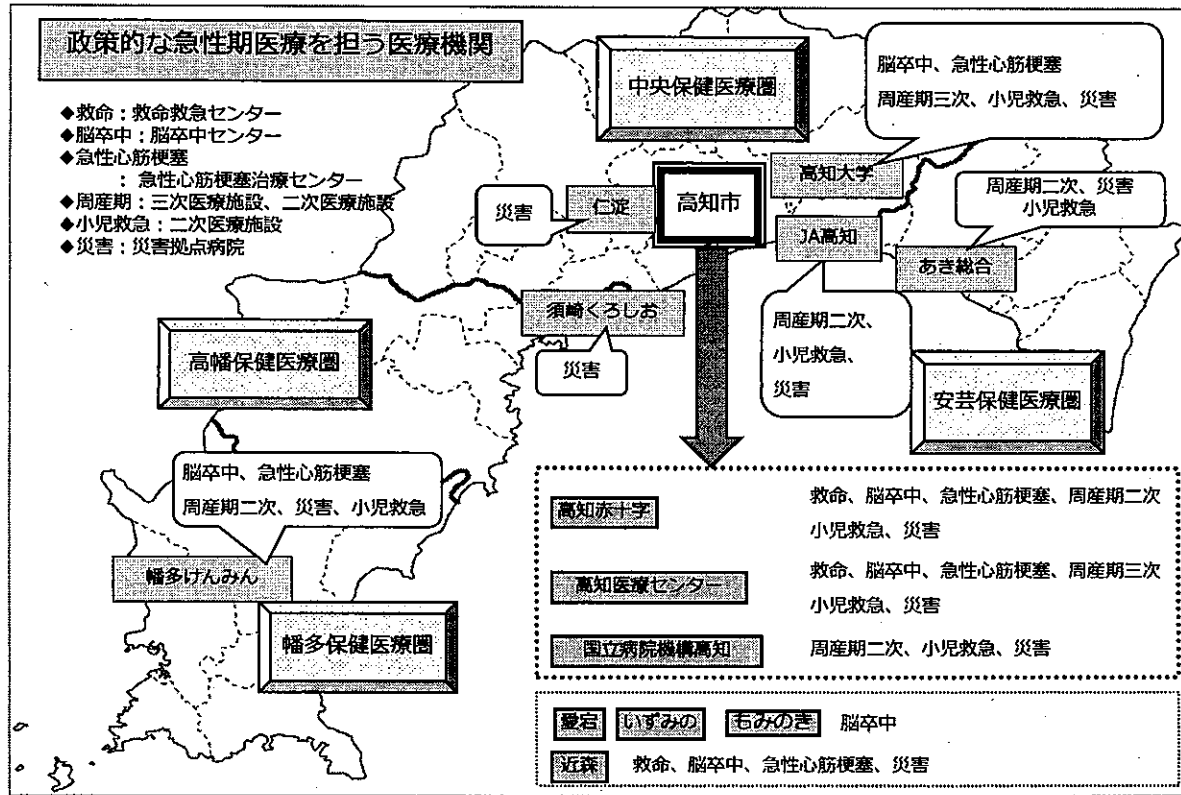 政策的な急性期医療を担う医療機関
◆救命：救命救急センター
◆脳卒中：脳卒中センター
◆急性心筋梗塞
：急性心筋梗塞治療センター
◆周産期：三次医療施設、二次医療施設
◆小児救急：二次医療施設
◆災害：災害拠点病院
中央保健医療圏
脳卒中、急性心筋梗塞
周産期三次、小児救急、災害
高知大学
災害
仁淀
高知市
周産期二次、災害
小児救急
JA高知
あき総合
須崎くろしお
災害
周産期二次、
小児救急、
災害
高幡保健医療圏
安芸保健医療圏
脳卒中、急性心筋梗塞
周産期二次、災害、小児救急
幡多けんみん
幡多保健医療圏
高知赤十字 救命、脳卒中、急性心筋梗塞、周産期二次
小児救急、災害
高知医療センター 救命、脳卒中、急性心筋梗塞、周産期三次
小児救急、災害
国立病院機構高知 周産期二次、小児救急、災害
愛宕 いずみの もみのき 脳卒中
近森 救命、脳卒中、急性心筋梗塞、災害